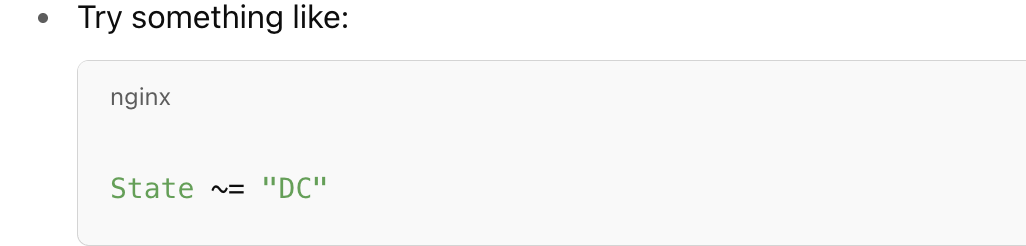 Try something like:
nginx
State ~= "DC"